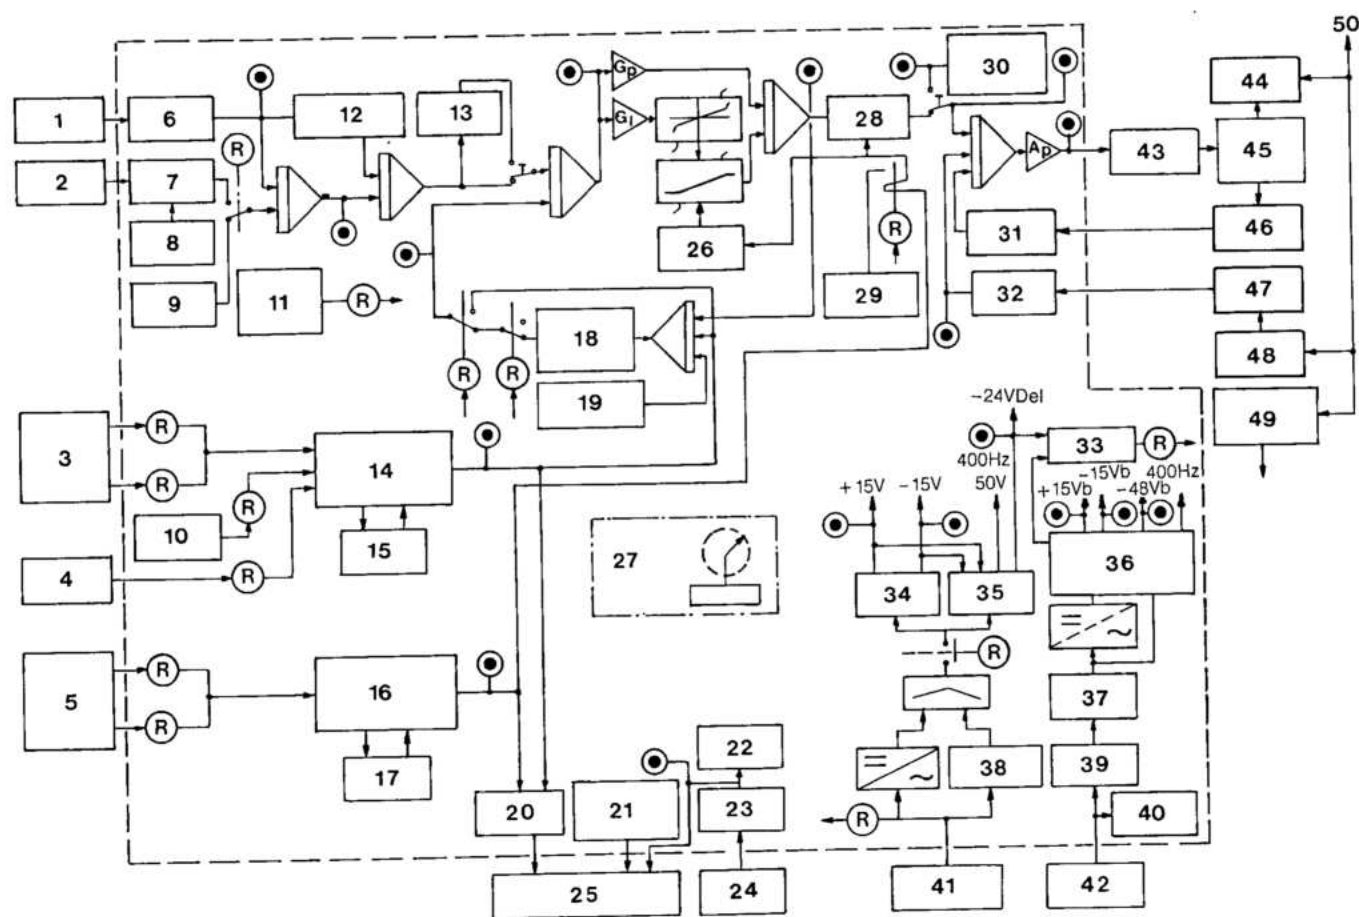 50
30
44
Gp
1
6
12
13
GI
28
T
Ap
43
45
R
T
2
7
8
26
R
31
46
9
11
R
29
32
47
18
48
R
R
19
-24VDel
49
3
R
14
400Hz
33
R
R
+15V
-15V
50V
+15Vb
-15Vb
-48Vb
400Hz
10
R
15
27
36
4
R
34
35
R
5
R
16
37
R
17
22
38
39
20
21
23
R
40
25
24
41
42